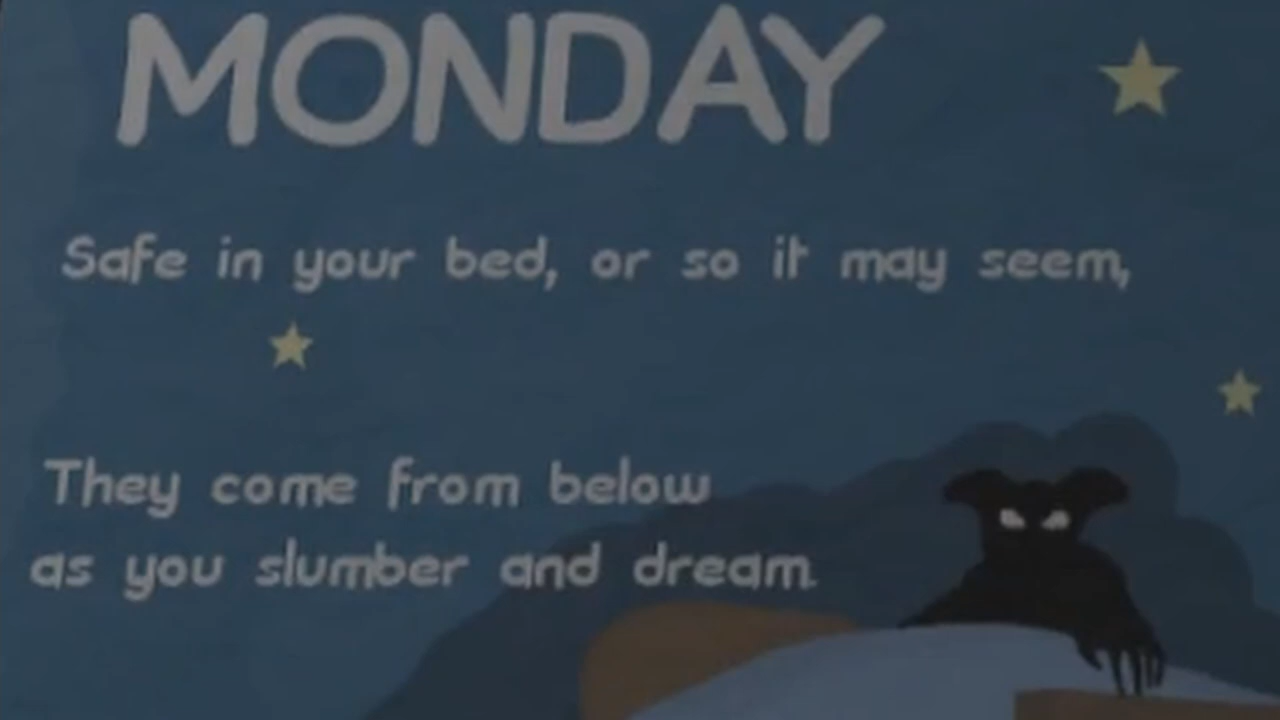 MONDAY
Safe in your bed, or so it may seem,
They come from below
as you slumber and dream.